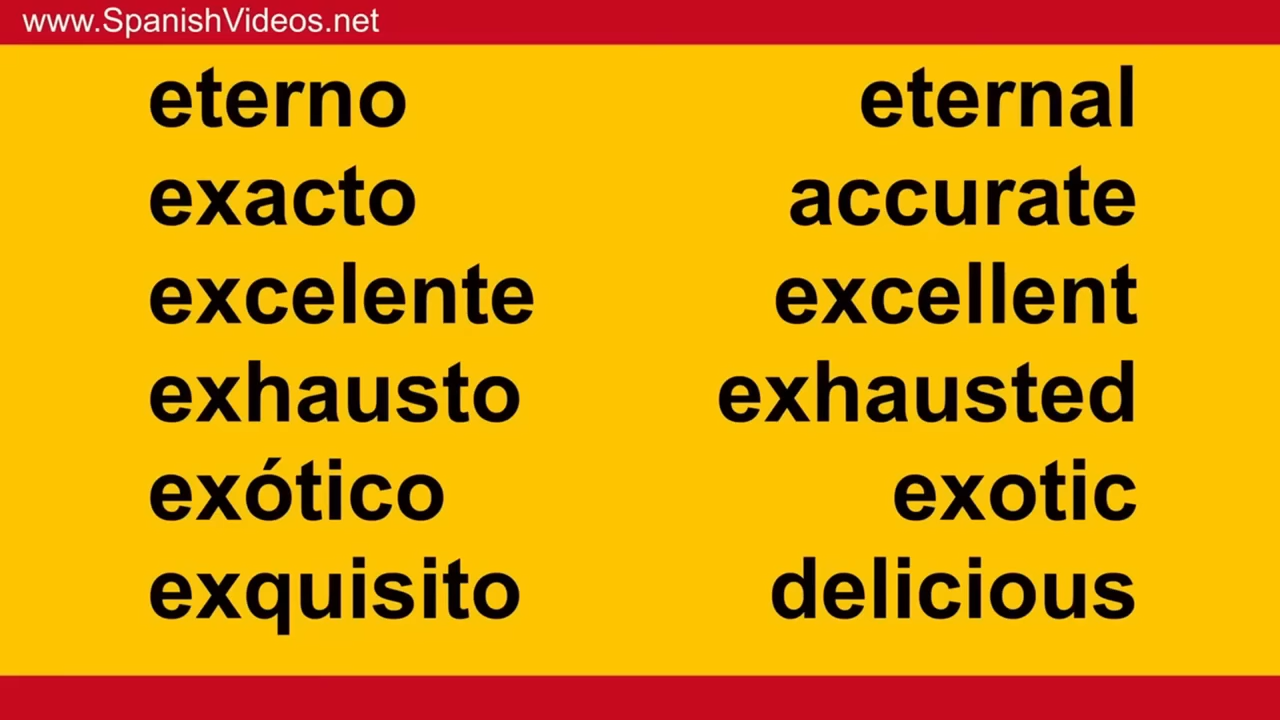 www.SpanishVideos.net
eterno eternal
exacto accurate
excelente excellent
exhausto exhausted
exótico exotic
exquisito delicious